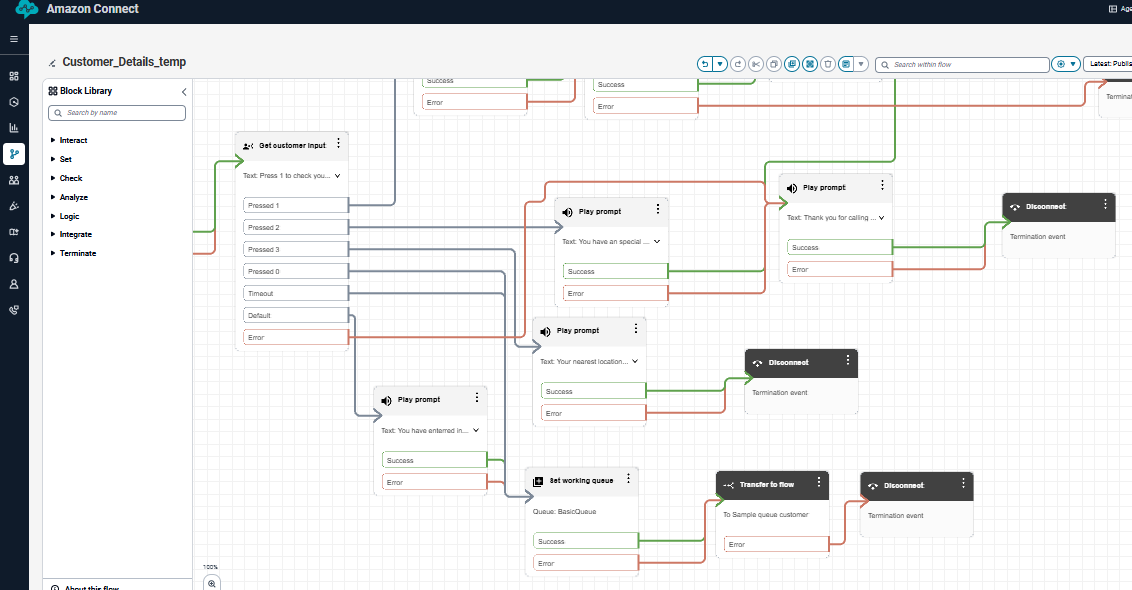 Amazon Connect
Customer_Details_temp
Search within flow
Latest: Publis
Block Library
Search by name
Interact
Set
Check
Analyze
Logic
Integrate
Terminate
About this flow
100%
Success
Error
Success
Error
Terminat
Get customer input
Text: Press 1 to check you...
Pressed 1
Pressed 2
Pressed 3
Pressed 0
Timeout
Default
Error
Play prompt
Text: You have an special ...
Success
Error
Play prompt
Text: Thank you for calling ...
Success
Error
Disconnect
Termination event
Play prompt
Text: Your nearest location...
Success
Error
Disconnect
Termination event
Play prompt
Text: You have enterred in...
Success
Error
Set working queue
Queue: BasicQueue
Success
Error
Transfer to flow
To Sample queue customer
Error
Disconnect
Termination event